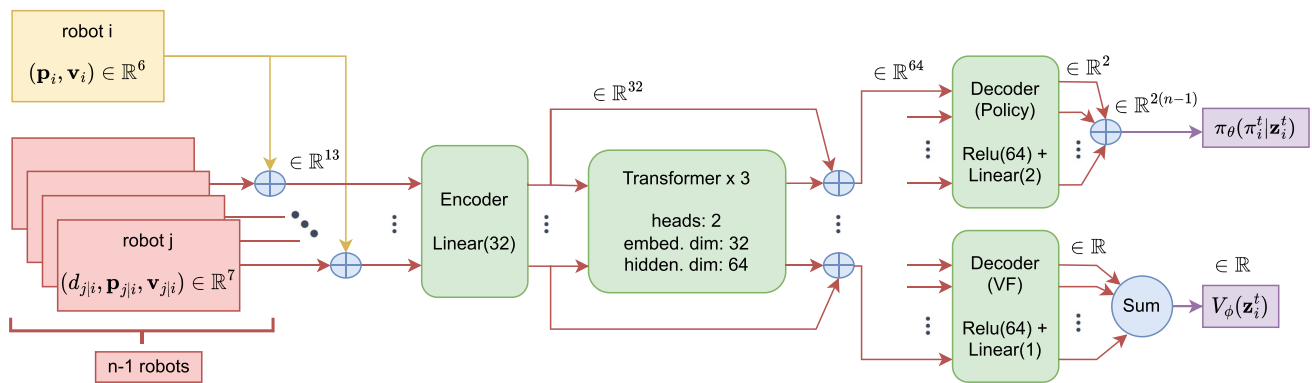 robot i
(p_i, v_i) ∈ ℝ^6
robot j
(d_{j|i}, p_{j|i}, v_{j|i}) ∈ ℝ^7
n-1 robots
∈ ℝ^13
Encoder
Linear(32)
∈ ℝ^32
Transformer x 3
heads: 2
embed. dim: 32
hidden. dim: 64
∈ ℝ^64
Decoder
(Policy)
Relu(64) +
Linear(2)
∈ ℝ^2
∈ ℝ^{2(n-1)}
π_θ(π_i^t|z_i^t)
Decoder
(VF)
Relu(64) +
Linear(1)
∈ ℝ
Sum
∈ ℝ
V_ϕ(z_i^t)